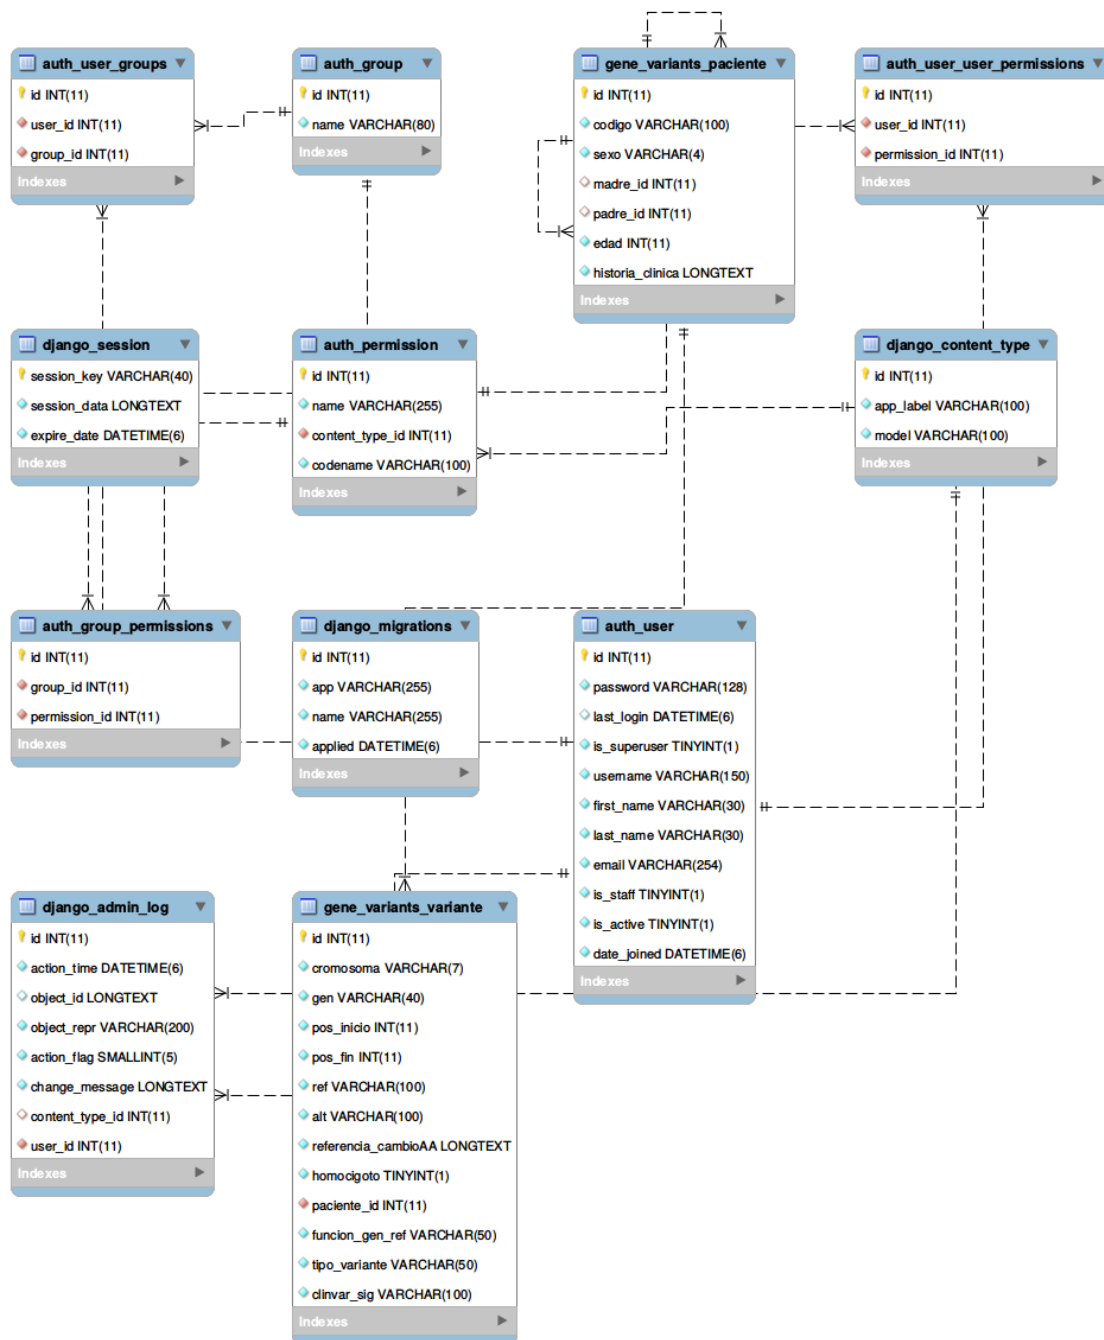 auth_user_groups
id INT(11)
user_id INT(11)
group_id INT(11)
Indexes
auth_group
id INT(11)
name VARCHAR(80)
Indexes
gene_variants_paciente
id INT(11)
codigo VARCHAR(100)
sexo VARCHAR(4)
madre_id INT(11)
padre_id INT(11)
edad INT(11)
historia_clinica LONGTEXT
Indexes
auth_user_user_permissions
id INT(11)
user_id INT(11)
permission_id INT(11)
Indexes
django_session
session_key VARCHAR(40)
session_data LONGTEXT
expire_date DATETIME(6)
Indexes
auth_permission
id INT(11)
name VARCHAR(255)
content_type_id INT(11)
codename VARCHAR(100)
Indexes
django_content_type
id INT(11)
app_label VARCHAR(100)
model VARCHAR(100)
Indexes
auth_group_permissions
id INT(11)
group_id INT(11)
permission_id INT(11)
Indexes
django_migrations
id INT(11)
app VARCHAR(255)
name VARCHAR(255)
applied DATETIME(6)
Indexes
auth_user
id INT(11)
password VARCHAR(128)
last_login DATETIME(6)
is_superuser TINYINT(1)
username VARCHAR(150)
first_name VARCHAR(30)
last_name VARCHAR(30)
email VARCHAR(254)
is_staff TINYINT(1)
is_active TINYINT(1)
date_joined DATETIME(6)
Indexes
django_admin_log
id INT(11)
action_time DATETIME(6)
object_id LONGTEXT
object_repr VARCHAR(200)
action_flag SMALLINT(5)
change_message LONGTEXT
content_type_id INT(11)
user_id INT(11)
Indexes
gene_variants_variante
id INT(11)
cromosoma VARCHAR(7)
gen VARCHAR(40)
pos_inicio INT(11)
pos_fin INT(11)
ref VARCHAR(100)
alt VARCHAR(100)
referencia_cambioAA LONGTEXT
homocigoto TINYINT(1)
paciente_id INT(11)
funcion_gen_ref VARCHAR(50)
tipo_variante VARCHAR(50)
clinvar_sig VARCHAR(100)
Indexes